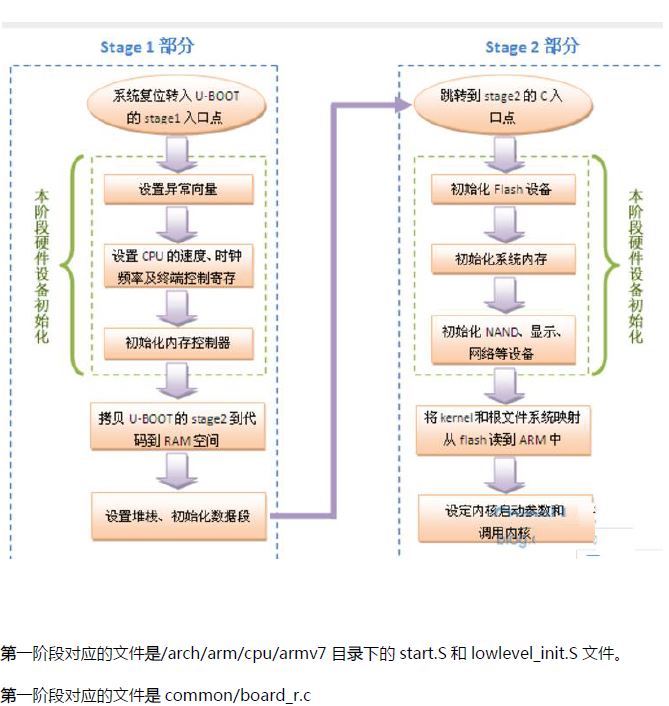 Stage 1 部分
系统复位转入 U-BOOT
的 stage1 入口点
本阶段硬件设备初始化
设置异常向量
设置 CPU 的速度、时钟
频率及终端控制寄存
初始化内存控制器
拷贝 U-BOOT 的 stage2 到代
码到 RAM 空间
设置堆栈、初始化数据段
Stage 2 部分
跳转到 stage2 的 C 入
口点
初始化 Flash 设备
初始化系统内存
初始化 NAND、显示、
网络等设备
本阶段硬件设备初始化
将 kernel 和根文件系统映射
从 flash 读到 ARM 中
设定内核自动参数和
调用内核
第一阶段对应的文件是/arch/arm/cpu/armv7 目录下的 start.S 和 lowlevel_init.S 文件。
第一阶段对应的文件是 common/board_r.c